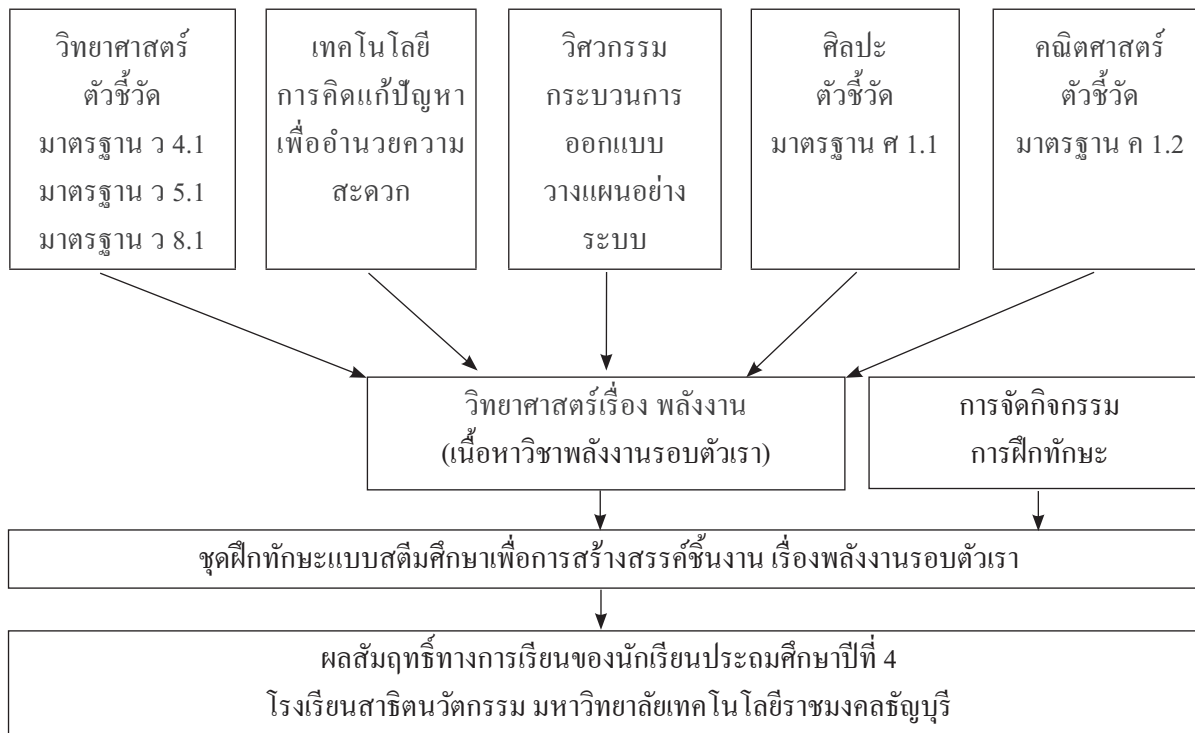 วิทยาศาสตร์
ตัวชี้วัด
มาตรฐาน ว 4.1
มาตรฐาน ว 5.1
มาตรฐาน ว 8.1
เทคโนโลยี
การคิดแก้ปัญหา
เพื่ออำนวยความ
สะดวก
วิศวกรรม
กระบวนการ
ออกแบบ
วางแผนอย่าง
ระบบ
ศิลปะ
ตัวชี้วัด
มาตรฐาน ศ 1.1
คณิตศาสตร์
ตัวชี้วัด
มาตรฐาน ค 1.2
วิทยาศาสตร์เรื่อง พลังงาน
(เนื้อหาวิชาพลังงานรอบตัวเรา)
การจัดกิจกรรม
การฝึกทักษะ
ชุดฝึกทักษะแบบสตีมศึกษาเพื่อการสร้างสรรค์ชิ้นงาน เรื่องพลังงานรอบตัวเรา
ผลสัมฤทธิ์ทางการเรียนของนักเรียนประถมศึกษาปีที่ 4
โรงเรียนสาธิตนวัตกรรม มหาวิทยาลัยเทคโนโลยีราชมงคลธัญบุรี